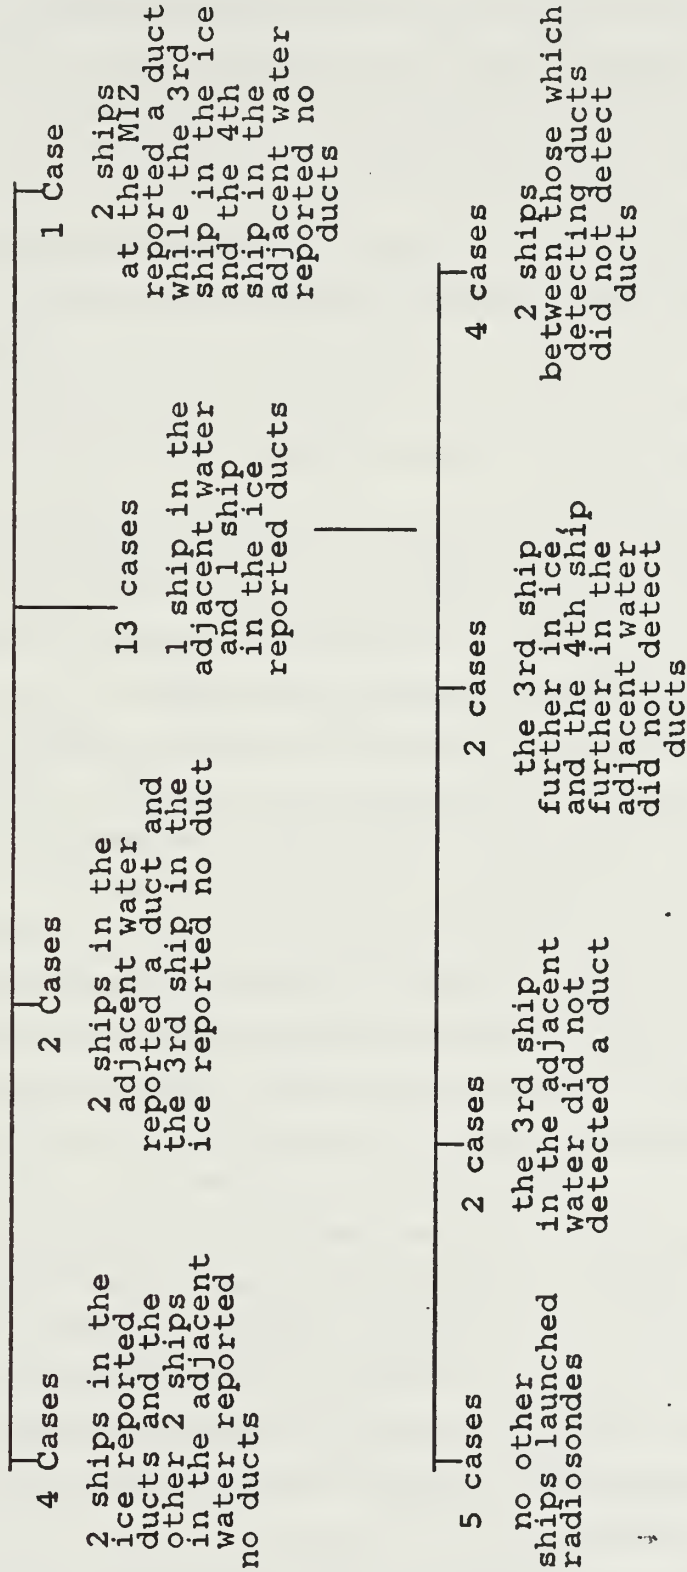 4 Cases
2 ships in the
ice reported
ducts and the
other 2 ships
in the adjacent
water reported
no ducts
2 Cases
2 ships in the
adjacent water
reported a duct and
the 3rd ship in the
ice reported no duct
13 cases
1 ship in the
adjacent water
and 1 ship
in the ice
reported ducts
1 Case
2 ships
at the MIZ
reported a duct
while the 3rd
ship in the ice
and the 4th
ship in the
adjacent water
reported no
ducts
5 cases
no other
ships launched
radiosondes
2 cases
the 3rd ship
in the adjacent
water did not
detected a duct
2 cases
the 3rd ship
further in ice,
and the 4th ship
further in the
adjacent water
did not detect
ducts
4 cases
2 ships
between those which
detecting ducts
did not detect
ducts